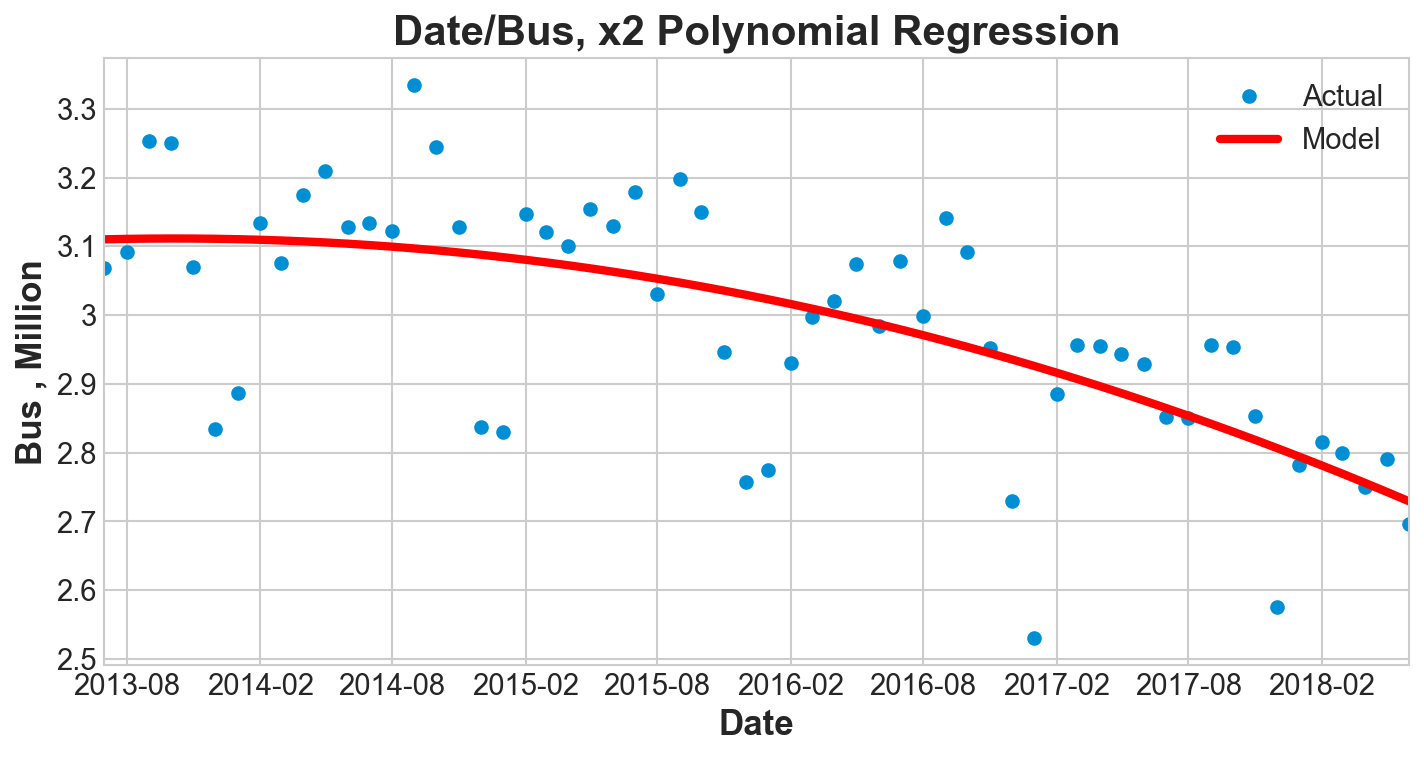 Date/Bus, x2 Polynomial Regression
Actual
Model
Bus , Million
3.3
3.2
3.1
3
2.9
2.8
2.7
2.6
2.5
2013-08 2014-02 2014-08 2015-02 2015-08 2016-02 2016-08 2017-02 2017-08 2018-02
Date